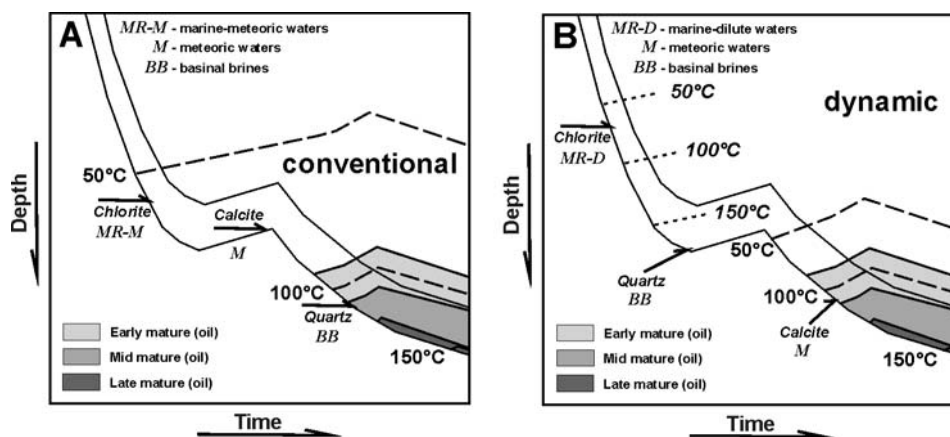 A
MR-M - marine-meteoric waters
M - meteoric waters
BB - basinal brines
conventional
50°C
Chlorite
MR-M
Calcite
M
100°C
Quartz
BB
150°C
Early mature (oil)
Mid mature (oil)
Late mature (oil)
Depth
Time
B
MR-D - marine-dilute waters
M - meteoric waters
BB - basinal brines
50°C
dynamic
Chlorite
MR-D
100°C
150°C
50°C
Quartz
BB
100°C
Calcite
M
150°C
Early mature (oil)
Mid mature (oil)
Late mature (oil)
Depth
Time